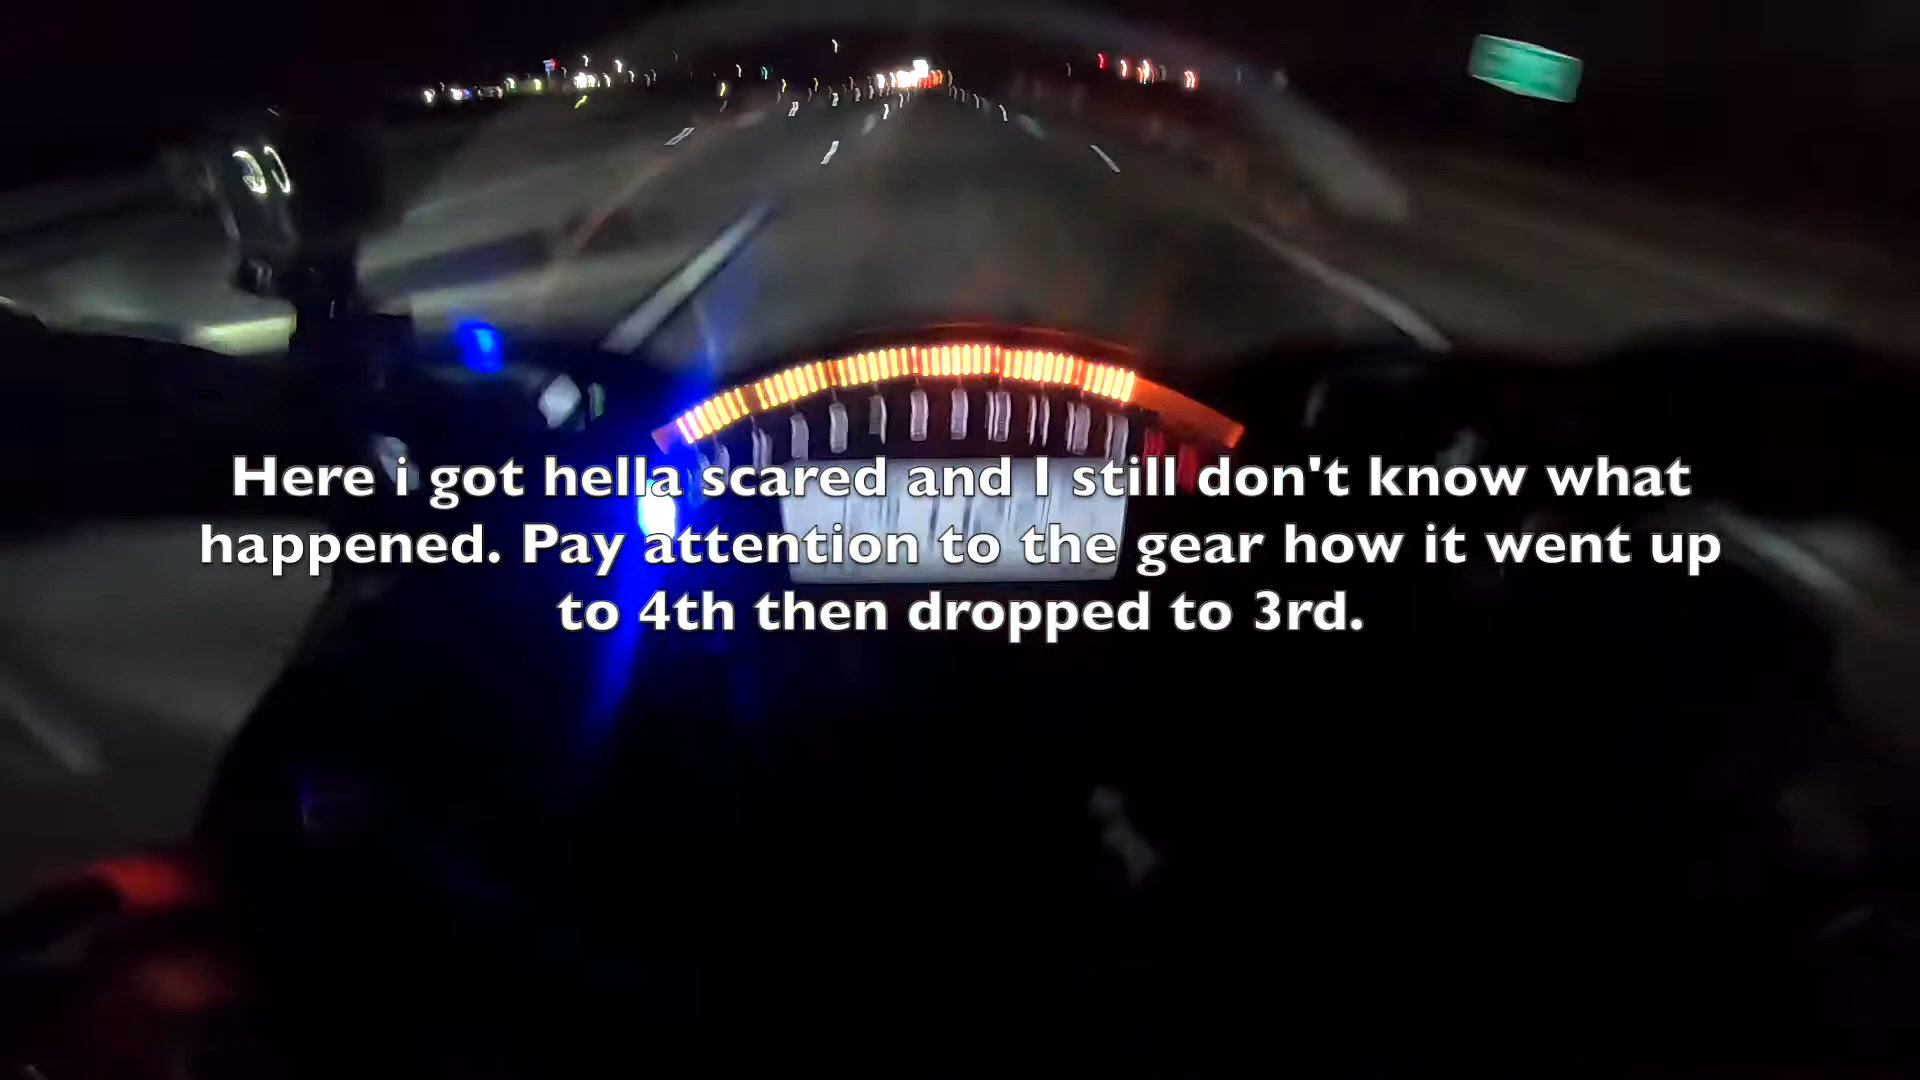 Here i got hella scared and I still don't know what
happened. Pay attention to the gear how it went up
to 4th then dropped to 3rd.